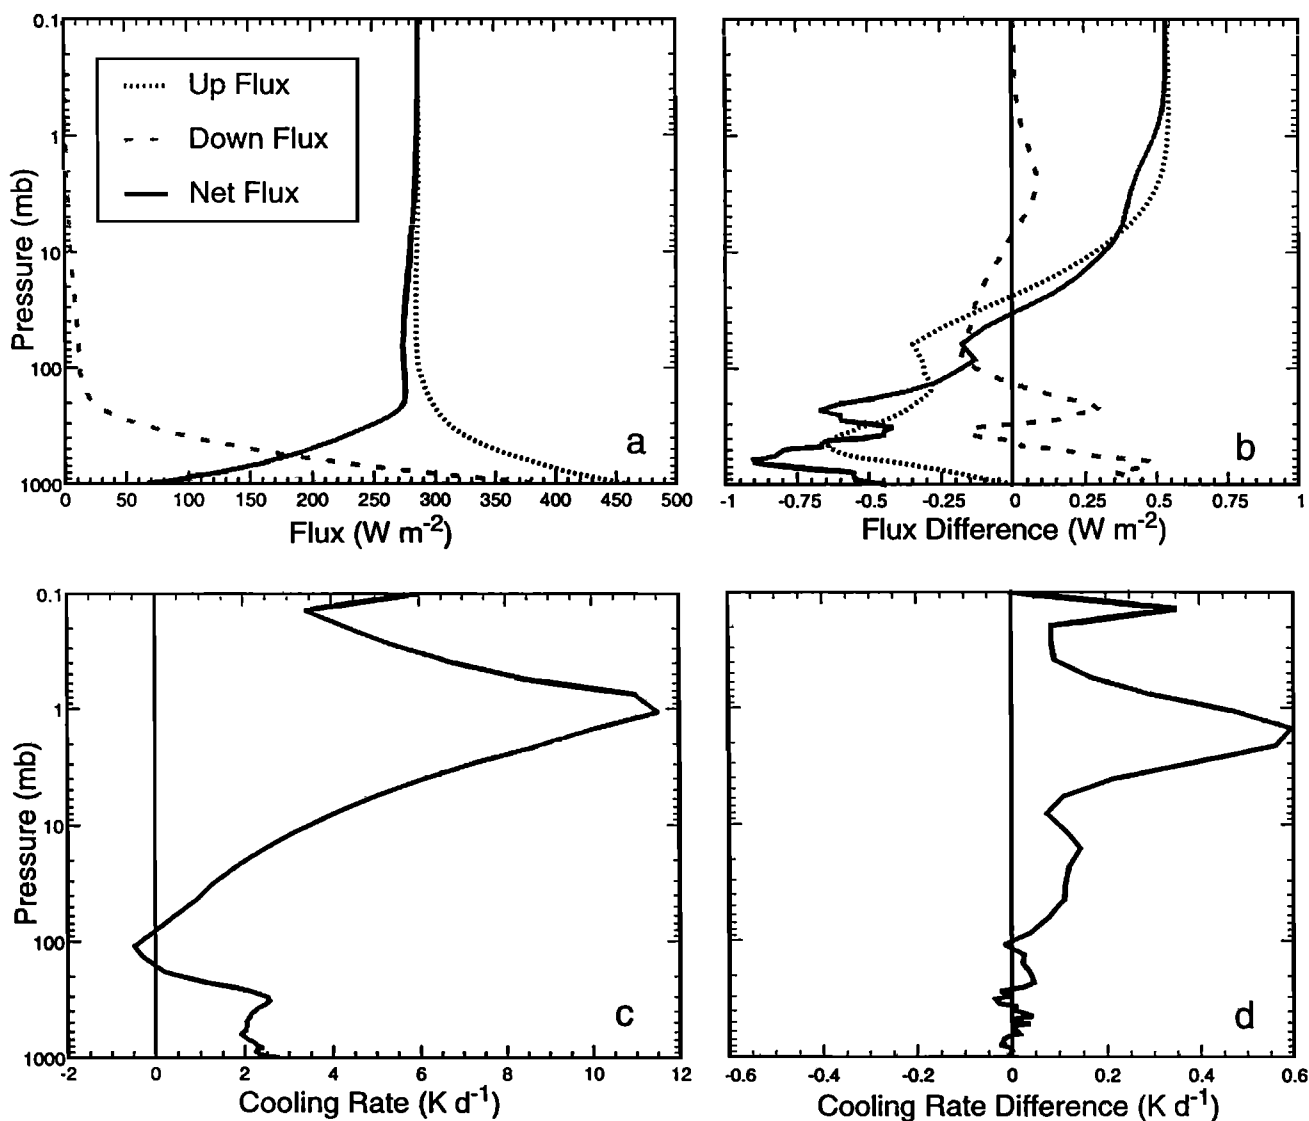 0.1
1
10
100
1000
Pressure (mb)
Up Flux
Down Flux
Net Flux
a
0 50 100 150 200 250 300 350 400 450 500
Flux (W m-2)
b
-1 -0.75 -0.5 -0.25 0 0.25 0.5 0.75 1
Flux Difference (W m-2)
0.1
1
10
100
1000
Pressure (mb)
c
-2 0 2 4 6 8 10 12
Cooling Rate (K d-1)
d
-0.6 -0.4 -0.2 0 0.2 0.4 0.6
Cooling Rate Difference (K d-1)